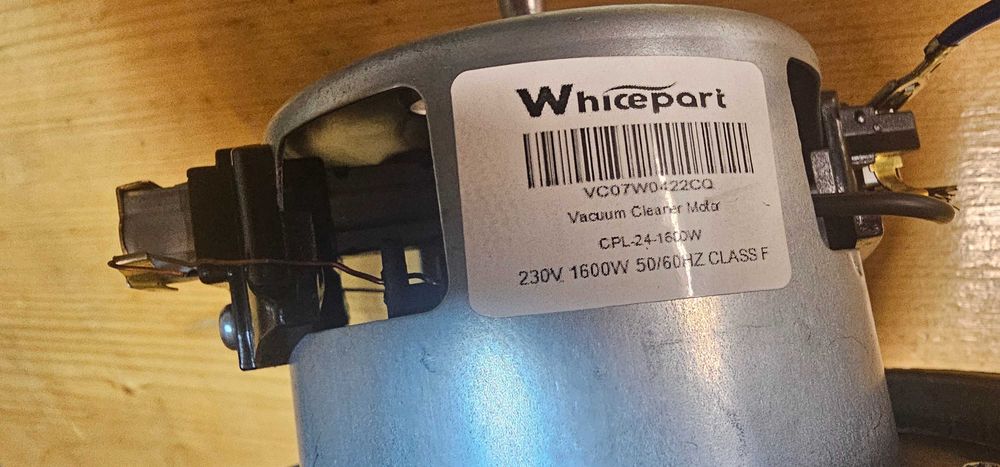 Whicepart
VC07W0422CQ
Vacuum Cleaner Motor
CPL-24-1600W
230V 1600W 50/60HZ CLASS F